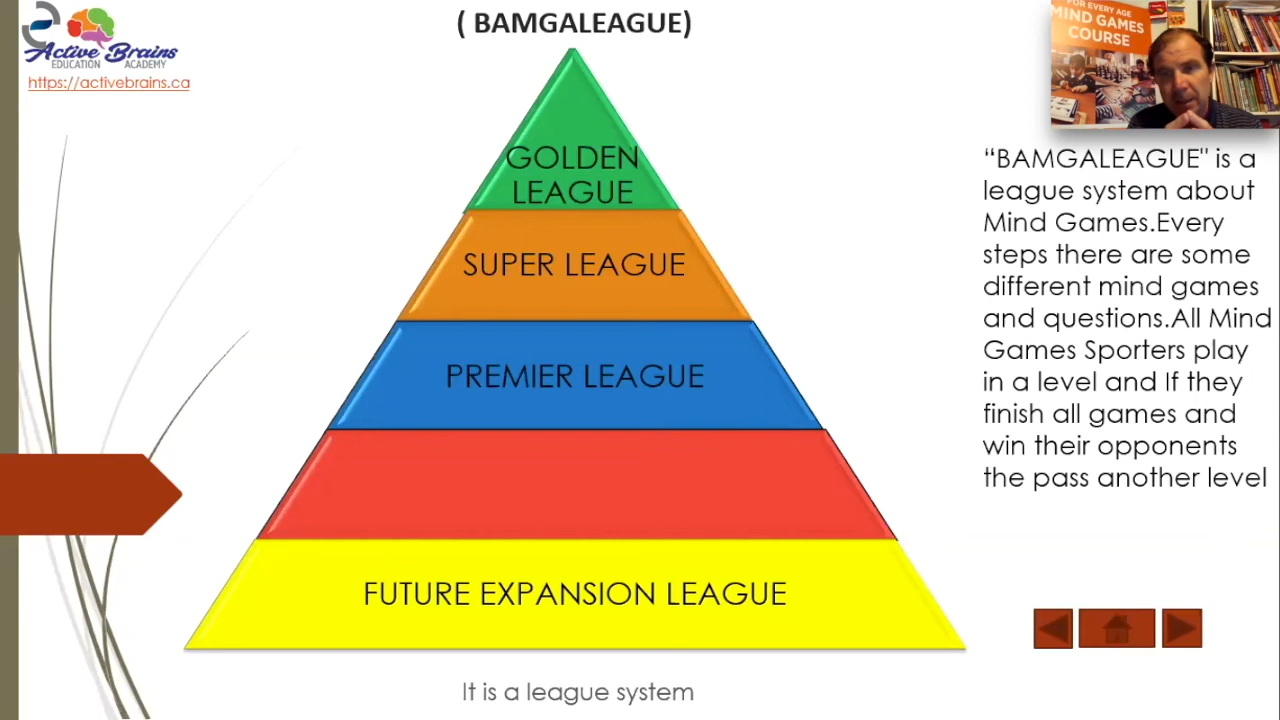 ( BAMGALEAGUE)
Active Brains
EDUCATION ACADEMY
https://activebrains.ca
FOR EVERY AGE
MIND GAMES
COURSE
GOLDEN
LEAGUE
SUPER LEAGUE
PREMIER LEAGUE
FUTURE EXPANSION LEAGUE
“BAMGALEAGUE" is a
league system about
Mind Games.Every
steps there are some
different mind games
and questions.All Mind
Games Sporters play
in a level and If they
finish all games and
win their opponents
the pass another level
It is a league system